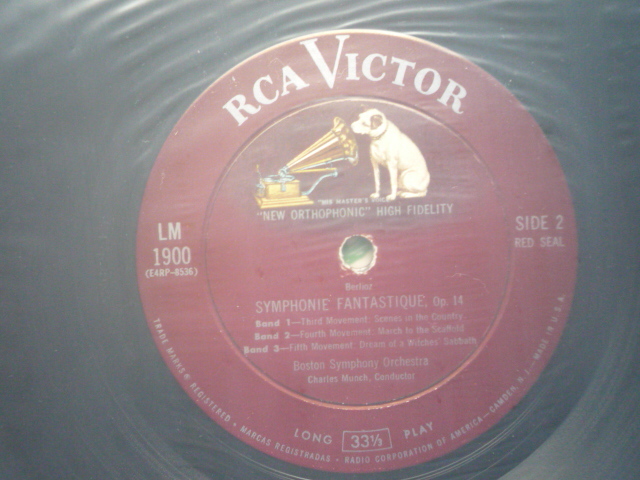 RCA VICTOR
"HIS MASTER'S VOICE"
"NEW ORTHOPHONIC" HIGH FIDELITY
LM
1900
(E4RP-8536)
SIDE 2
RED SEAL
Berlioz
SYMPHONIE FANTASTIQUE, Op. 14
Band 1—Third Movement: Scenes in the Country
Band 2—Fourth Movement: March to the Scaffold
Band 3—Fifth Movement: Dream of a Witches' Sabbath
Boston Symphony Orchestra
Charles Munch, Conductor
LONG 33⅓ PLAY
TRADE MARKS ® REGISTERED • MARCAS REGISTRADAS • RADIO CORPORATION OF AMERICA—CAMDEN, N.J.—MADE IN U.S.A.